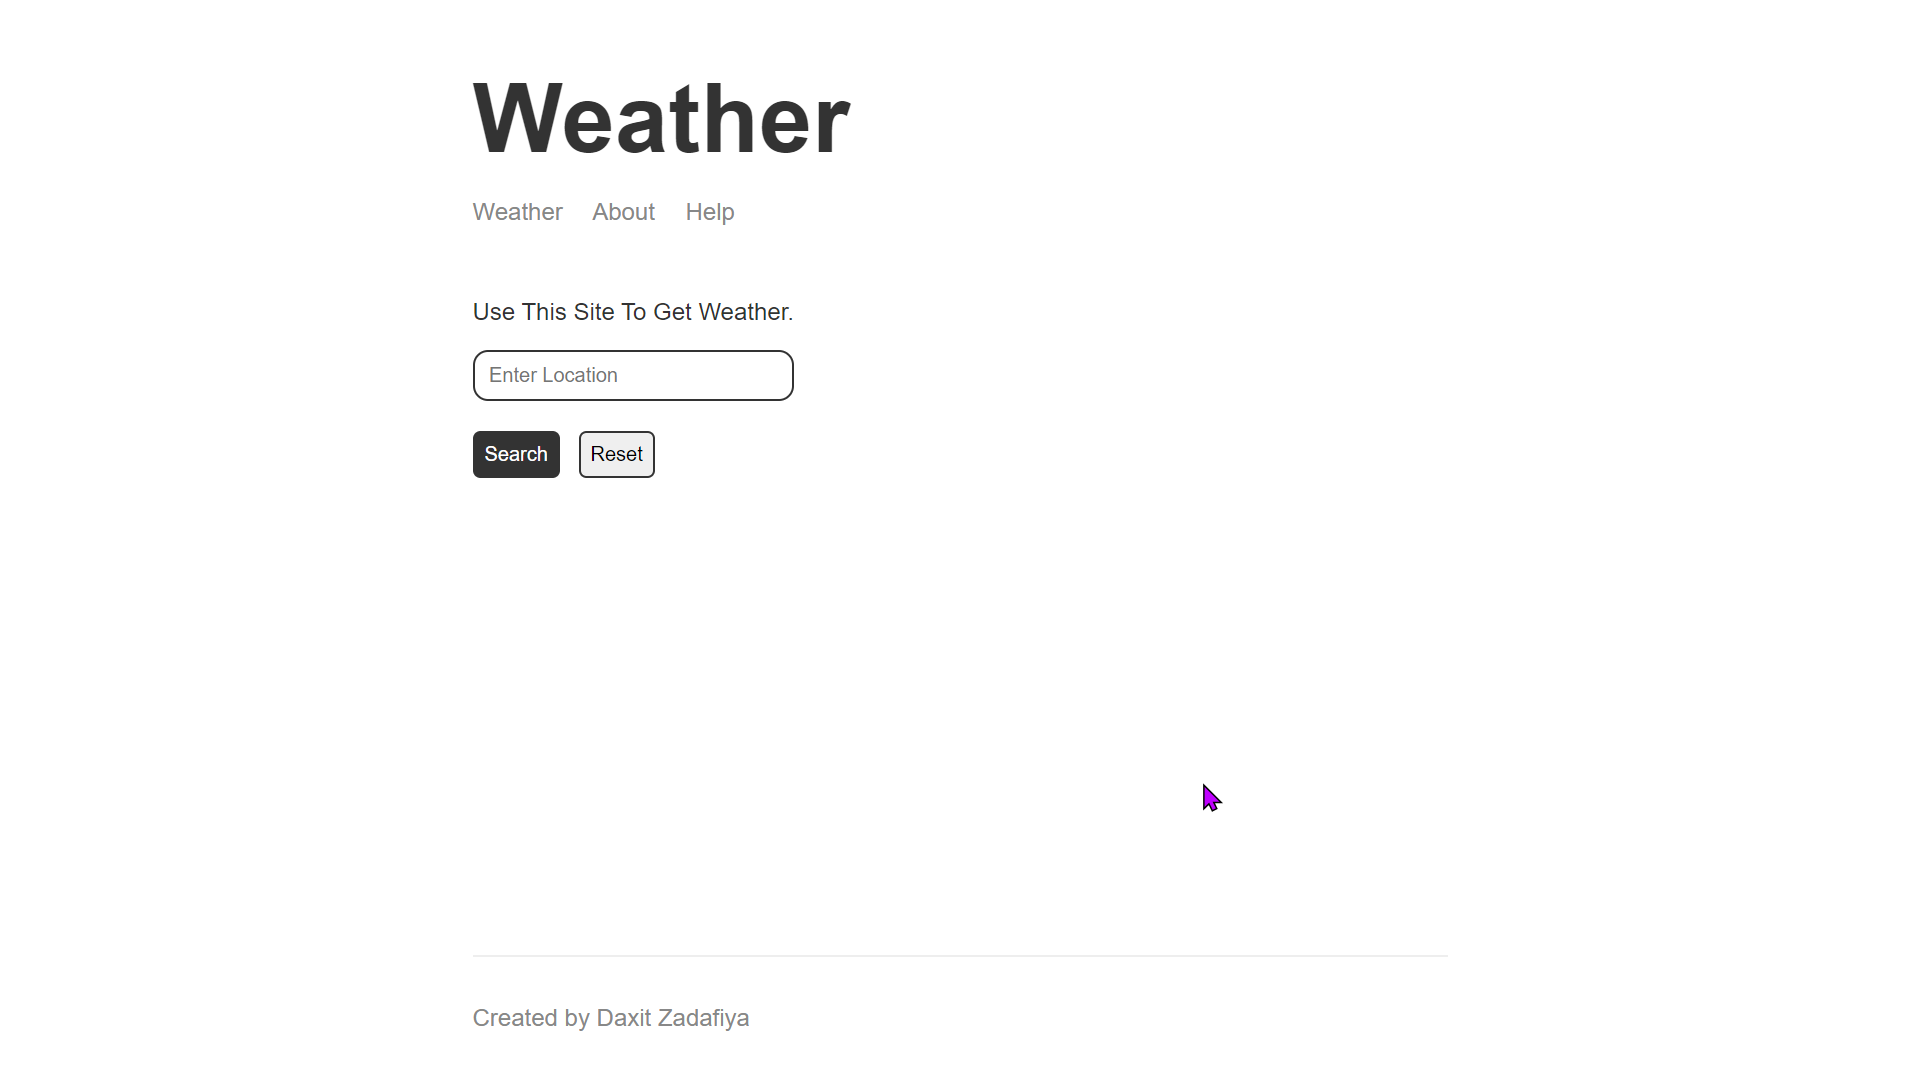 Weather
Weather About Help
Use This Site To Get Weather.
Enter Location
Search Reset
Created by Daxit Zadafiya